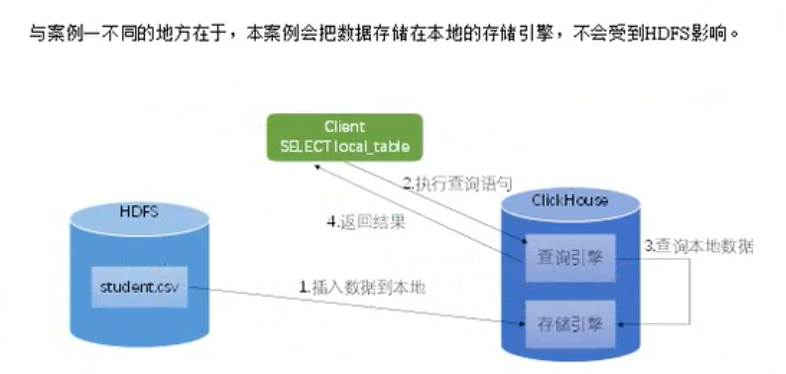 与案例一不同的地方在于，本案例会把数据存储在本地的存储引擎，不会受到HDFS影响。
Client
SELECT local_table
2.执行查询语句
HDFS
ClickHouse
4.返回结果
查询引擎
3.查询本地数据
student.csv
1.插入数据到本地
存储引擎